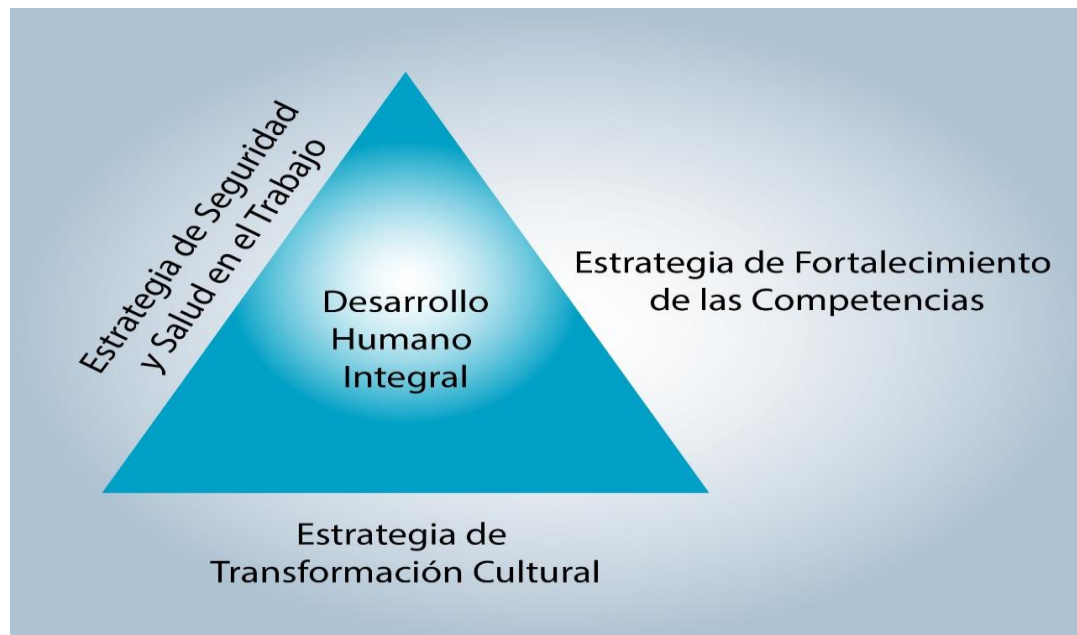 Estrategia de Seguridad
y Salud en el Trabajo
Estrategia de Fortalecimiento
de las Competencias
Desarrollo
Humano
Integral
Estrategia de
Transformación Cultural